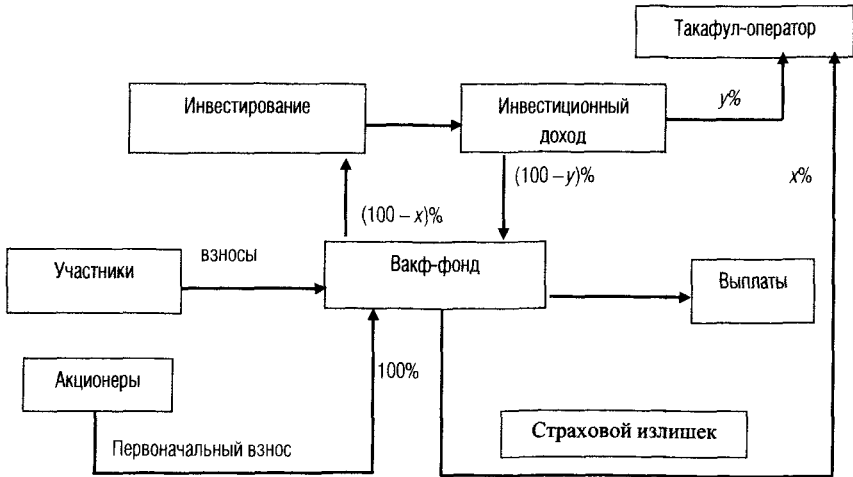 Такафул-оператор
Инвестирование
Инвестиционный
доход
y%
(100 – x)%
(100 – y)%
x%
Участники
взносы
Вакф-фонд
Выплаты
Акционеры
100%
Первоначальный взнос
Страховой излишек